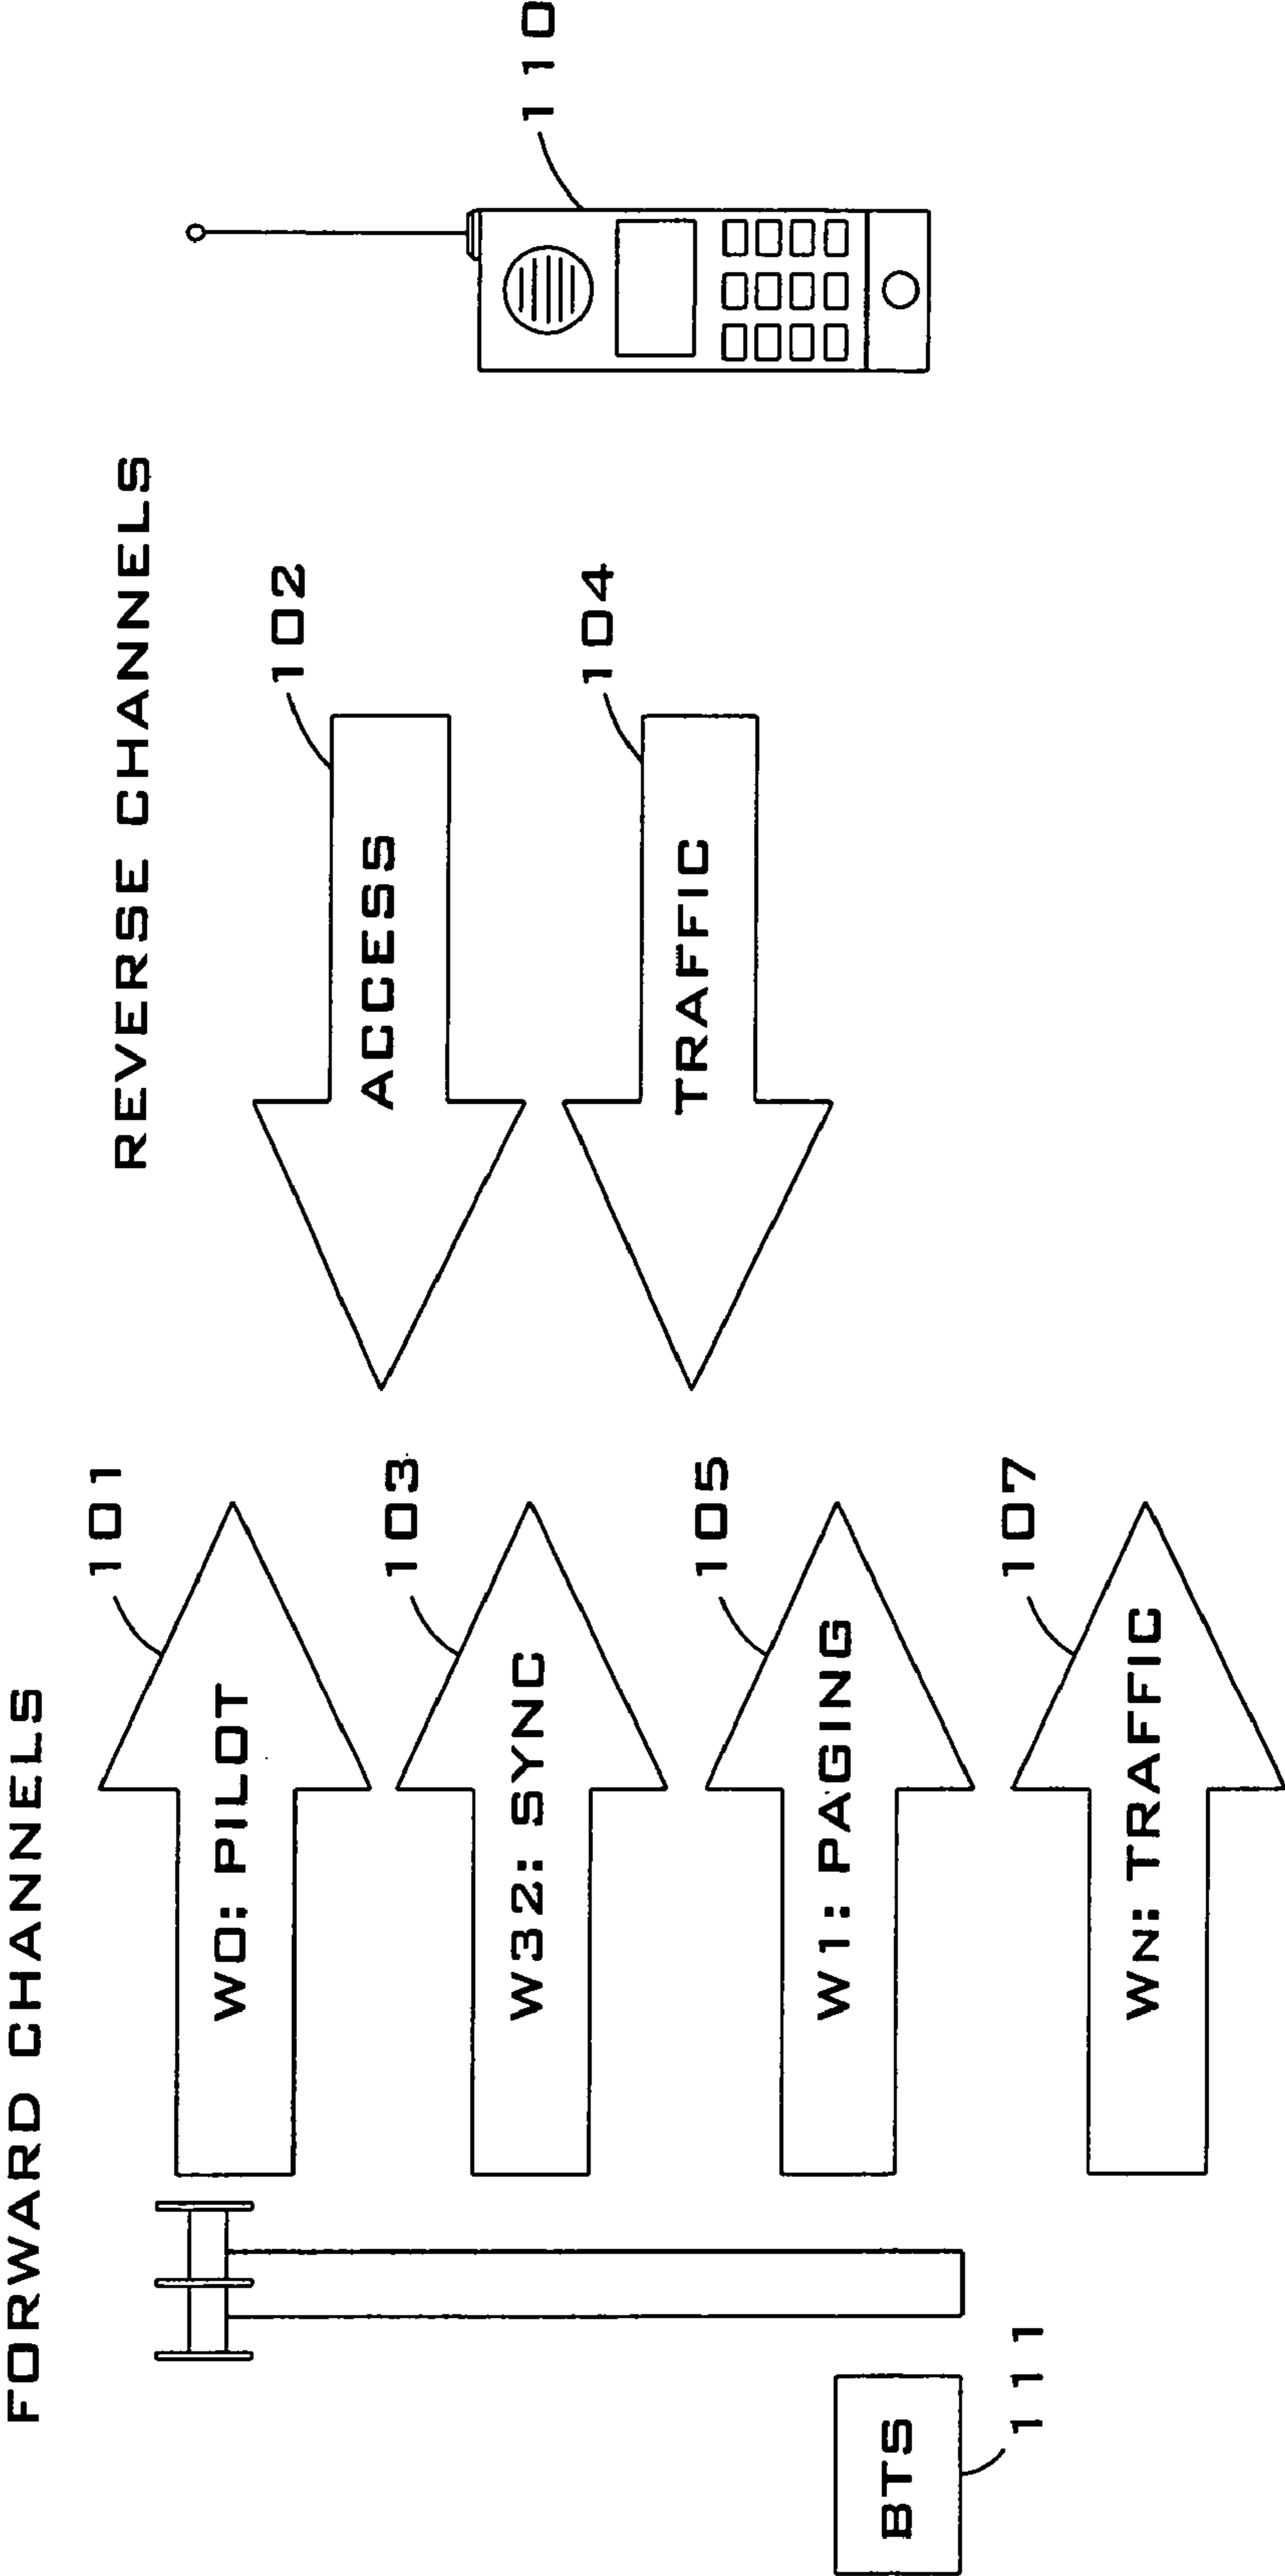 FORWARD CHANNELS
REVERSE CHANNELS
101
W0: PILOT
103
W32: SYNC
105
W1: PAGING
107
WN: TRAFFIC
102
ACCESS
104
TRAFFIC
110
BTS
111